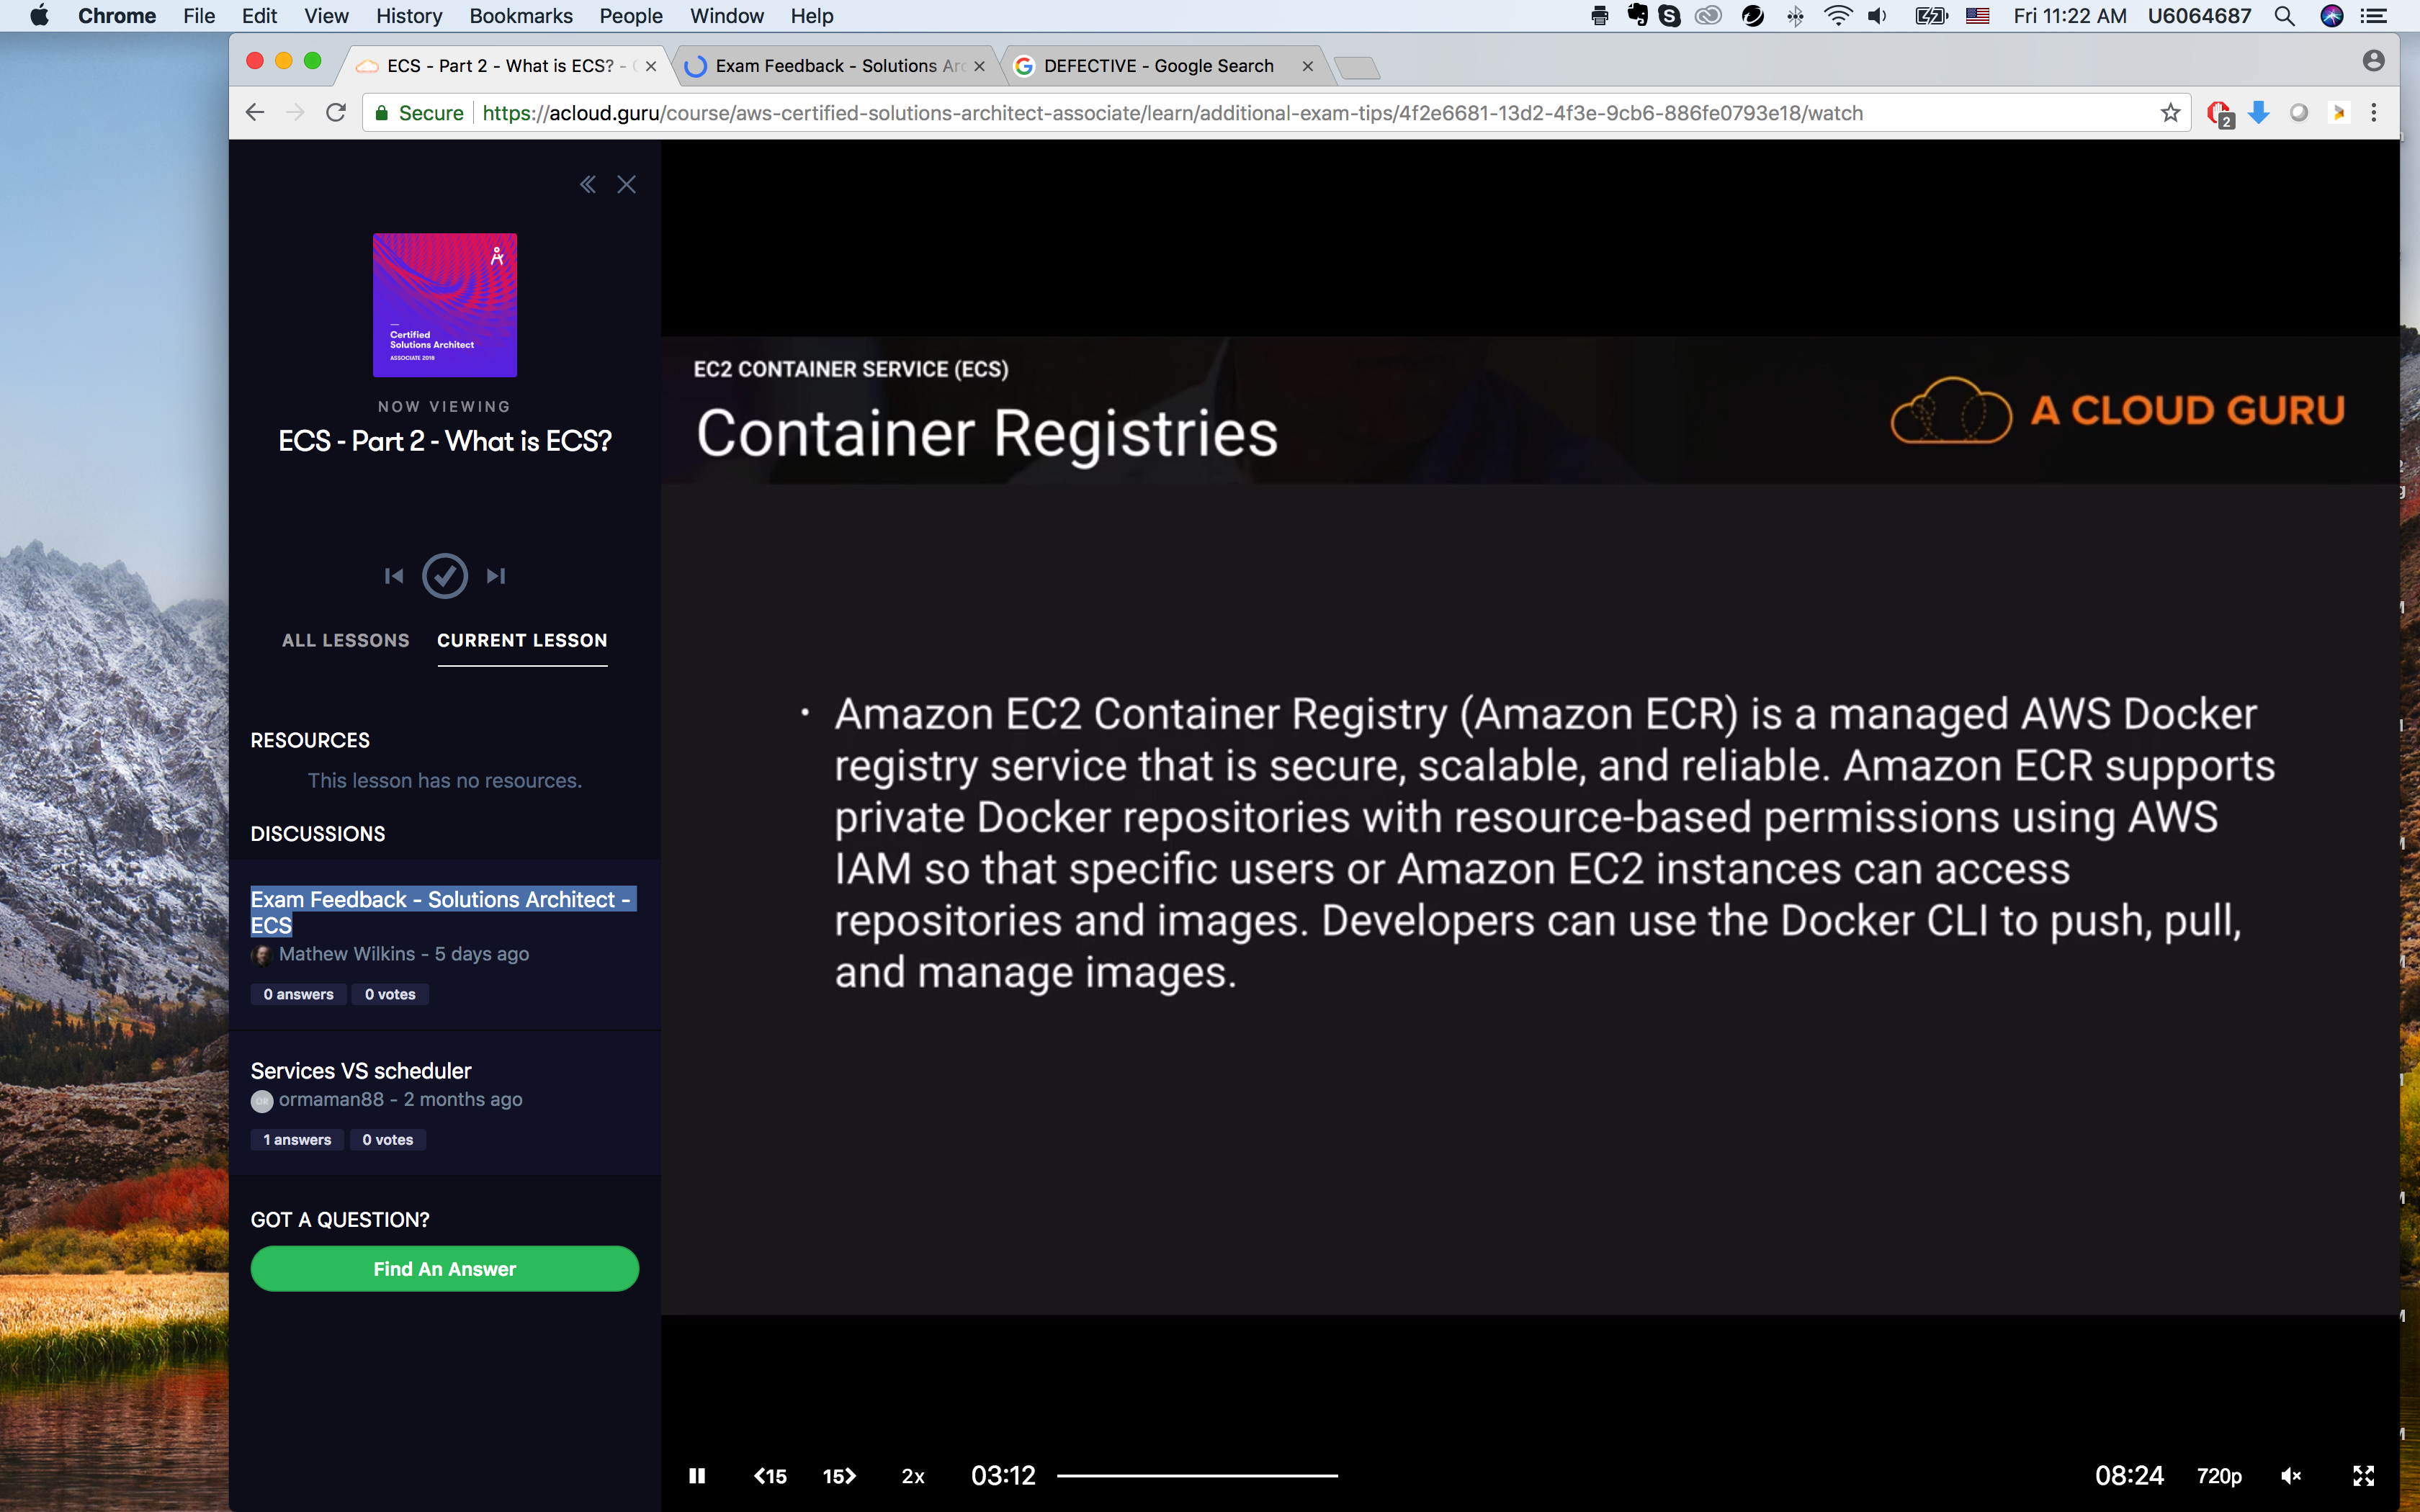 Chrome File Edit View History Bookmarks People Window Help
Fri 11:22 AM U6064687
ECS - Part 2 - What is ECS? -
Exam Feedback - Solutions Arc
DEFECTIVE - Google Search
Secure https://acloud.guru/course/aws-certified-solutions-architect-associate/learn/additional-exam-tips/4f2e6681-13d2-4f3e-9cb6-886fe0793e18/watch
2
Certified
Solutions Architect
ASSOCIATE 2018
NOW VIEWING
ECS - Part 2 - What is ECS?
ALL LESSONS CURRENT LESSON
RESOURCES
This lesson has no resources.
DISCUSSIONS
Exam Feedback - Solutions Architect -
ECS
Mathew Wilkins - 5 days ago
0 answers 0 votes
Services VS scheduler
ormaman88 - 2 months ago
1 answers 0 votes
GOT A QUESTION?
Find An Answer
EC2 CONTAINER SERVICE (ECS)
Container Registries
A CLOUD GURU
• Amazon EC2 Container Registry (Amazon ECR) is a managed AWS Docker
registry service that is secure, scalable, and reliable. Amazon ECR supports
private Docker repositories with resource-based permissions using AWS
IAM so that specific users or Amazon EC2 instances can access
repositories and images. Developers can use the Docker CLI to push, pull,
and manage images.
<15 15> 2x 03:12 08:24 720p